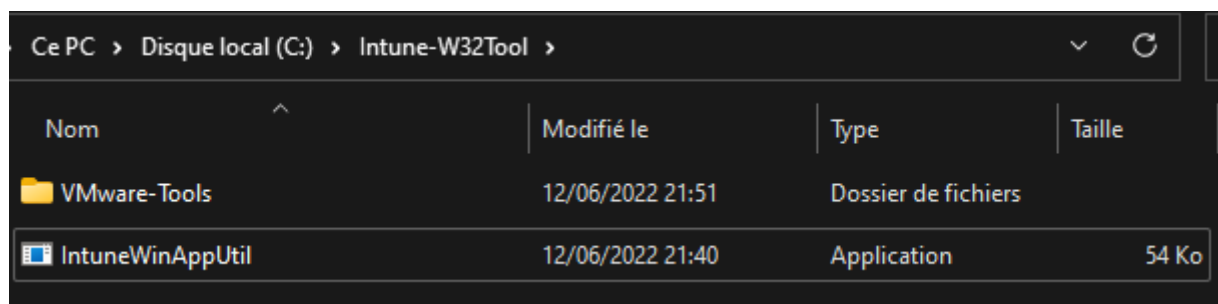 Ce PC > Disque local (C:) > Intune-W32Tool >
Nom Modifié le Type Taille
VMware-Tools 12/06/2022 21:51 Dossier de fichiers
IntuneWinAppUtil 12/06/2022 21:40 Application 54 Ko